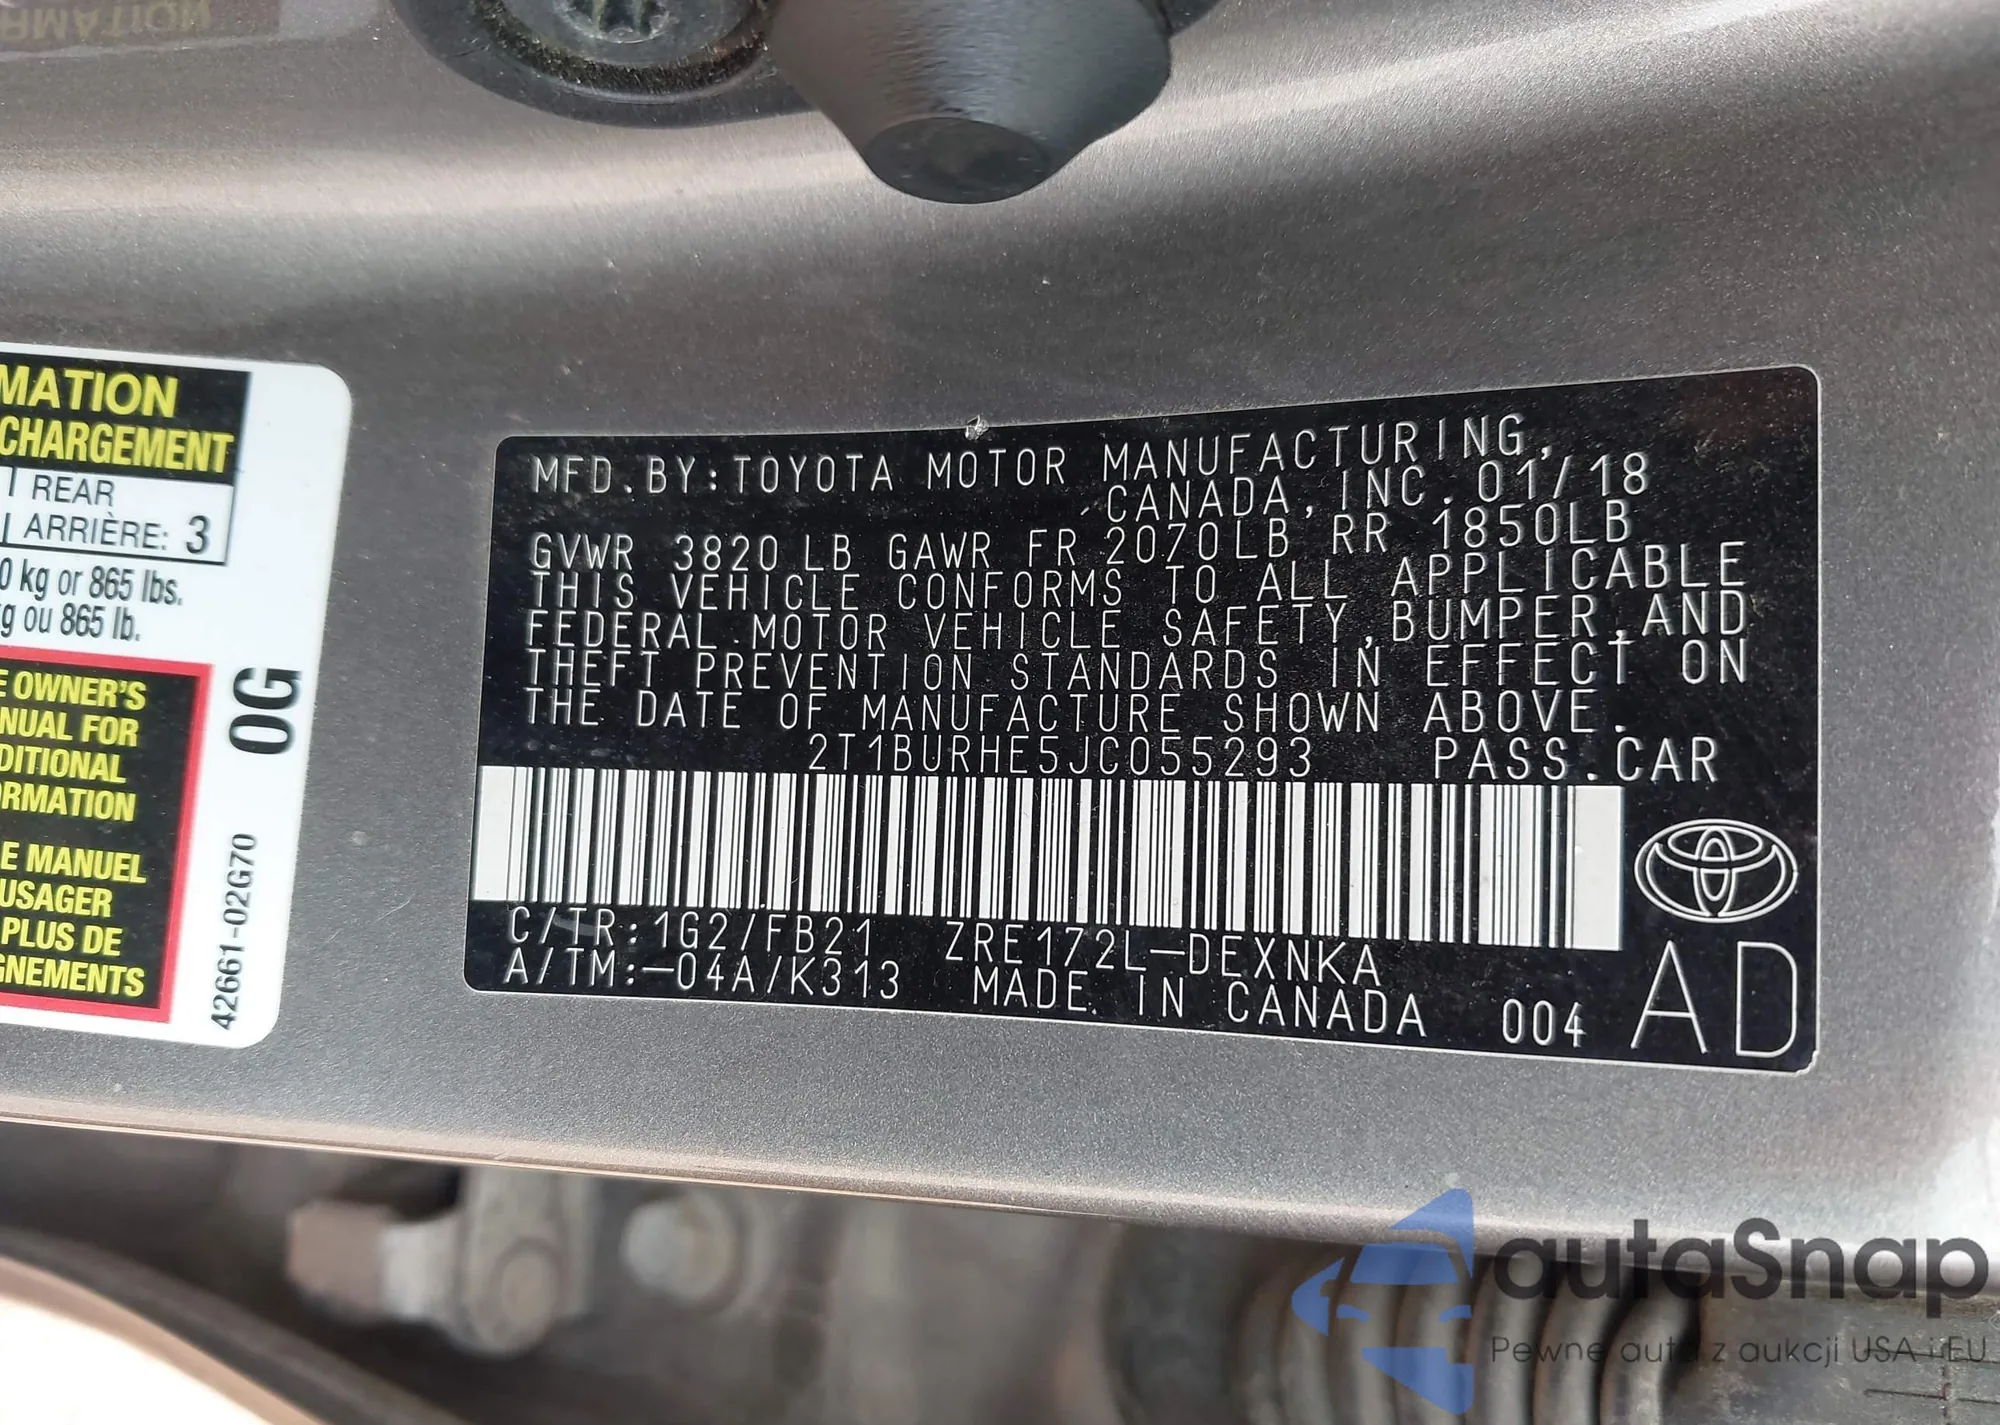 MATION
CHARGEMENT
REAR
ARRIÈRE: 3
0 kg or 865 lbs.
kg ou 865 lb.
E OWNER'S
NUAL FOR
DITIONAL
ORMATION
E MANUEL
USAGER
PLUS DE
GNEMENTS
0G
42661-02G70
MFD.BY:TOYOTA MOTOR MANUFACTURING,
CANADA,INC.01/18
GVWR 3820LB GAWR FR 2070LB RR 1850LB
THIS VEHICLE CONFORMS TO ALL APPLICABLE
FEDERAL MOTOR VEHICLE SAFETY,BUMPER,AND
THEFT PREVENTION STANDARDS IN EFFECT ON
THE DATE OF MANUFACTURE SHOWN ABOVE.
2T1BURHE5JC055293 PASS.CAR
C/TR:1G2/FB21 ZRE172L-DEXNKA
A/TM:-04A/K313 MADE IN CANADA 004
AD
autaSnap
Pewne auta z aukcji USA i EU